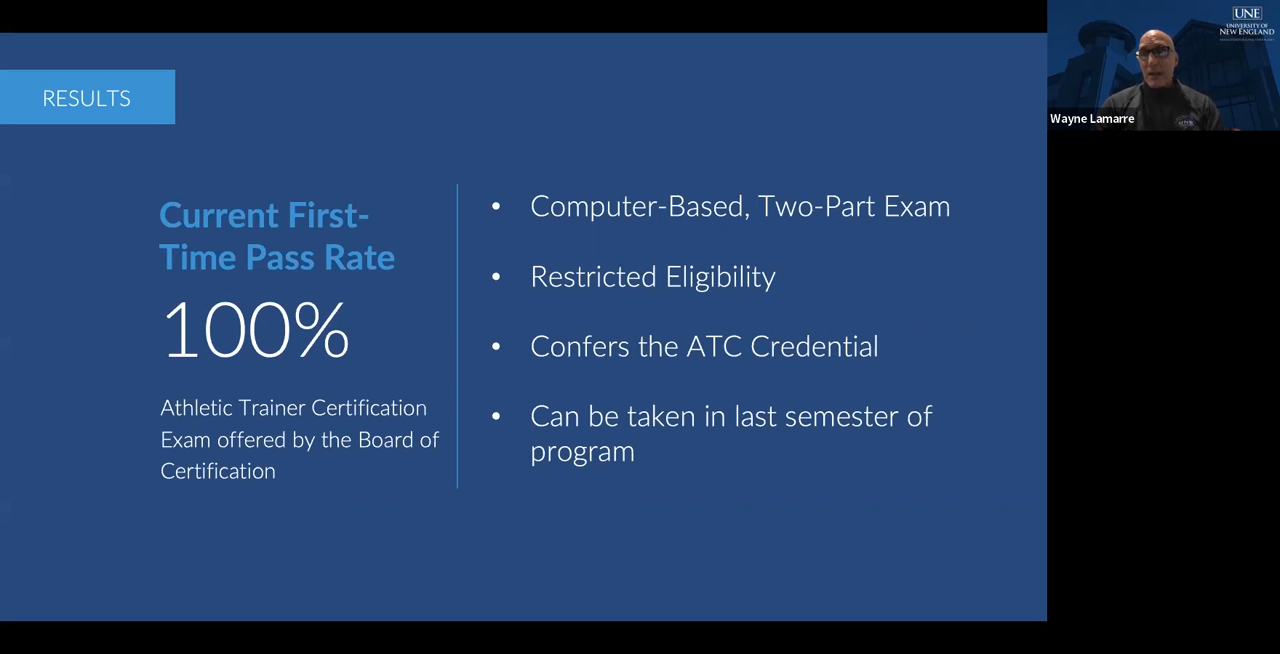 RESULTS
Current First-
Time Pass Rate
100%
Athletic Trainer Certification
Exam offered by the Board of
Certification
• Computer-Based, Two-Part Exam
• Restricted Eligibility
• Confers the ATC Credential
• Can be taken in last semester of
program
UNE
UNIVERSITY OF
NEW ENGLAND
Wayne Lamarre